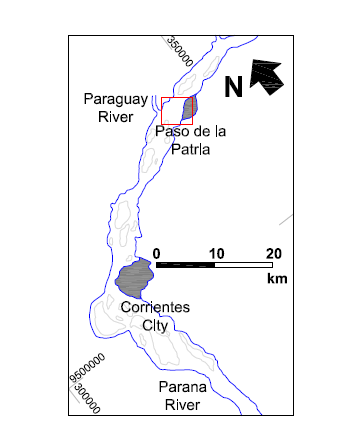 350000
N
Paraguay
River
Paso de la
Patrla
0 10 20
km
Corrientes
Clty
9500000
300000
Parana
River